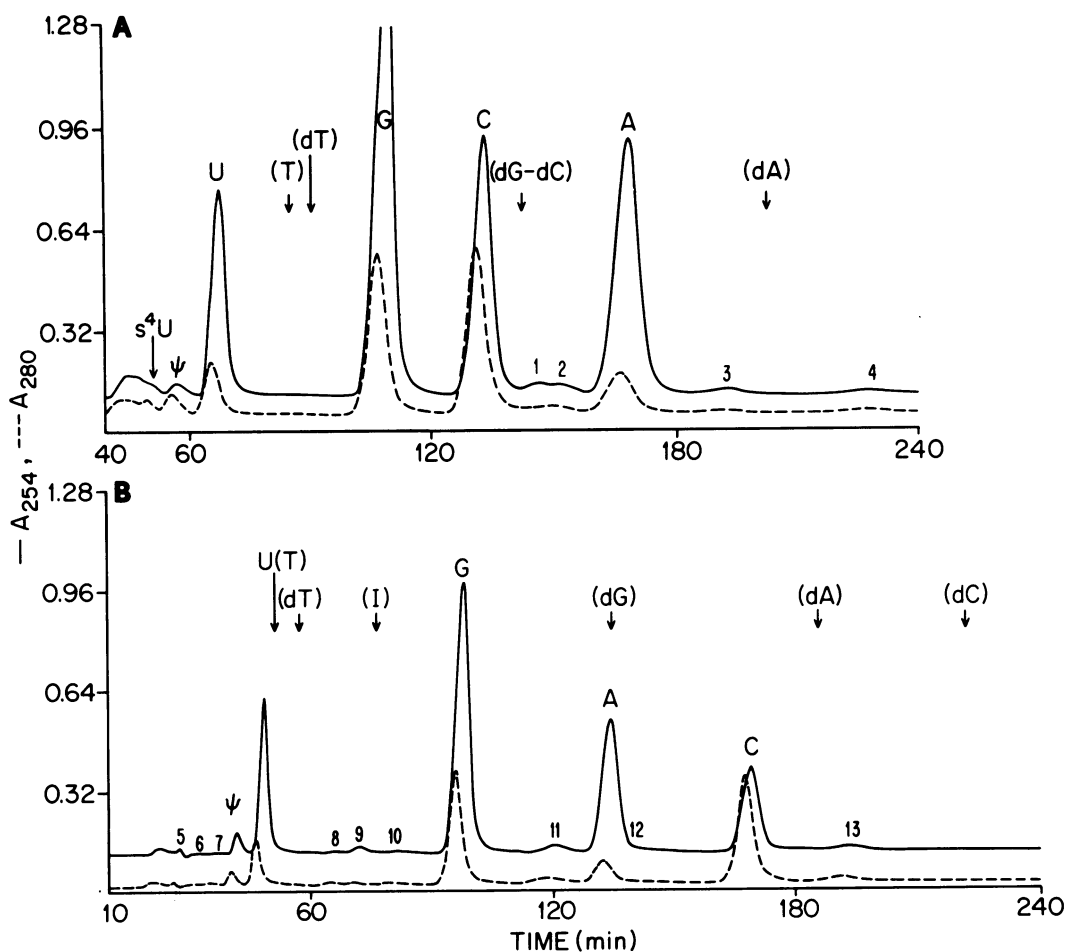 A
1.28
0.96
0.64
0.32
s⁴U
ψ
U
(T)
(dT)
G
C
(dG-dC)
1
2
A
3
(dA)
4
40
60
120
180
240
— A254, --- A280
B
1.28
0.96
0.64
0.32
5
6
7
ψ
U(T)
(dT)
8
9
(I)
10
G
11
(dG)
A
12
C
(dA)
13
(dC)
10
60
120
180
240
TIME (min)